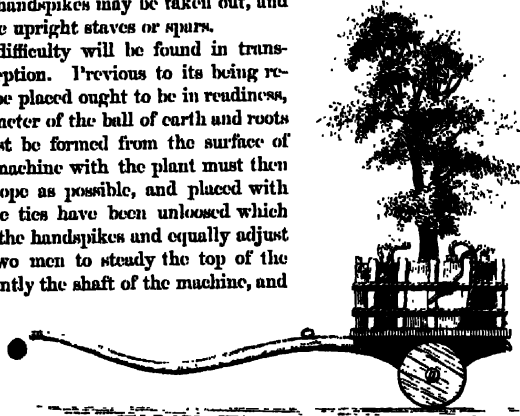 handspikes may be taken out, and
e upright staves or spars.
difficulty will be found in trans-
ption. Previous to its being re-
be placed ought to be in readiness,
meter of the ball of earth and roots
st be formed from the surface of
machine with the plant must then
ope as possible, and placed with
e ties have been unloosed which
the handspikes and equally adjust
wo men to steady the top of the
ntly the shaft of the machine, and